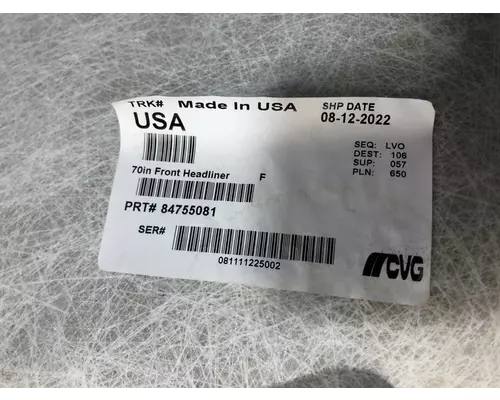 TRK# Made In USA SHP DATE
USA 08-12-2022
SEQ: LVO
DEST: 106
SUP: 057
PLN: 650
70in Front Headliner F
PRT# 84755081
SER#
081111225002
CVG